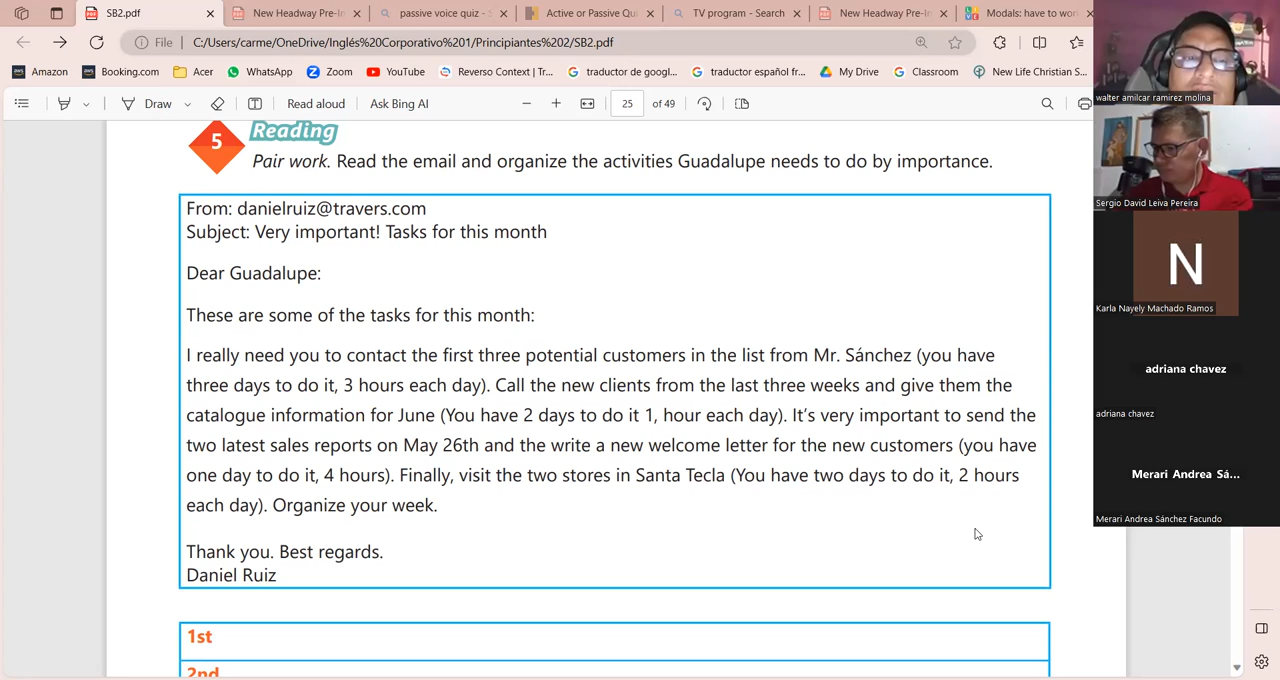 SB2.pdf
New Headway Pre-In
passive voice quiz - 
Active or Passive Qui
TV program - Search
New Headway Pre-In
Modals: have to wor
File
C:/Users/carme/OneDrive/Inglés%20Corporativo%201/Principiantes%202/SB2.pdf
Amazon
Booking.com
Acer
WhatsApp
Zoom
YouTube
Reverso Context | Tr...
traductor de googl...
traductor español fr...
My Drive
Classroom
New Life Christian S...
Draw
Read aloud
Ask Bing AI
25 of 49
5
Reading
Pair work. Read the email and organize the activities Guadalupe needs to do by importance.
From: danielruiz@travers.com
Subject: Very important! Tasks for this month
Dear Guadalupe:
These are some of the tasks for this month:
I really need you to contact the first three potential customers in the list from Mr. Sánchez (you have
three days to do it, 3 hours each day). Call the new clients from the last three weeks and give them the
catalogue information for June (You have 2 days to do it 1, hour each day). It's very important to send the
two latest sales reports on May 26th and the write a new welcome letter for the new customers (you have
one day to do it, 4 hours). Finally, visit the two stores in Santa Tecla (You have two days to do it, 2 hours
each day). Organize your week.
Thank you. Best regards.
Daniel Ruiz
1st
2nd
walter amilcar ramirez molina
Sergio David Leiva Pereira
N
Karla Nayely Machado Ramos
adriana chavez
adriana chavez
Merari Andrea Sá...
Merari Andrea Sánchez Facundo